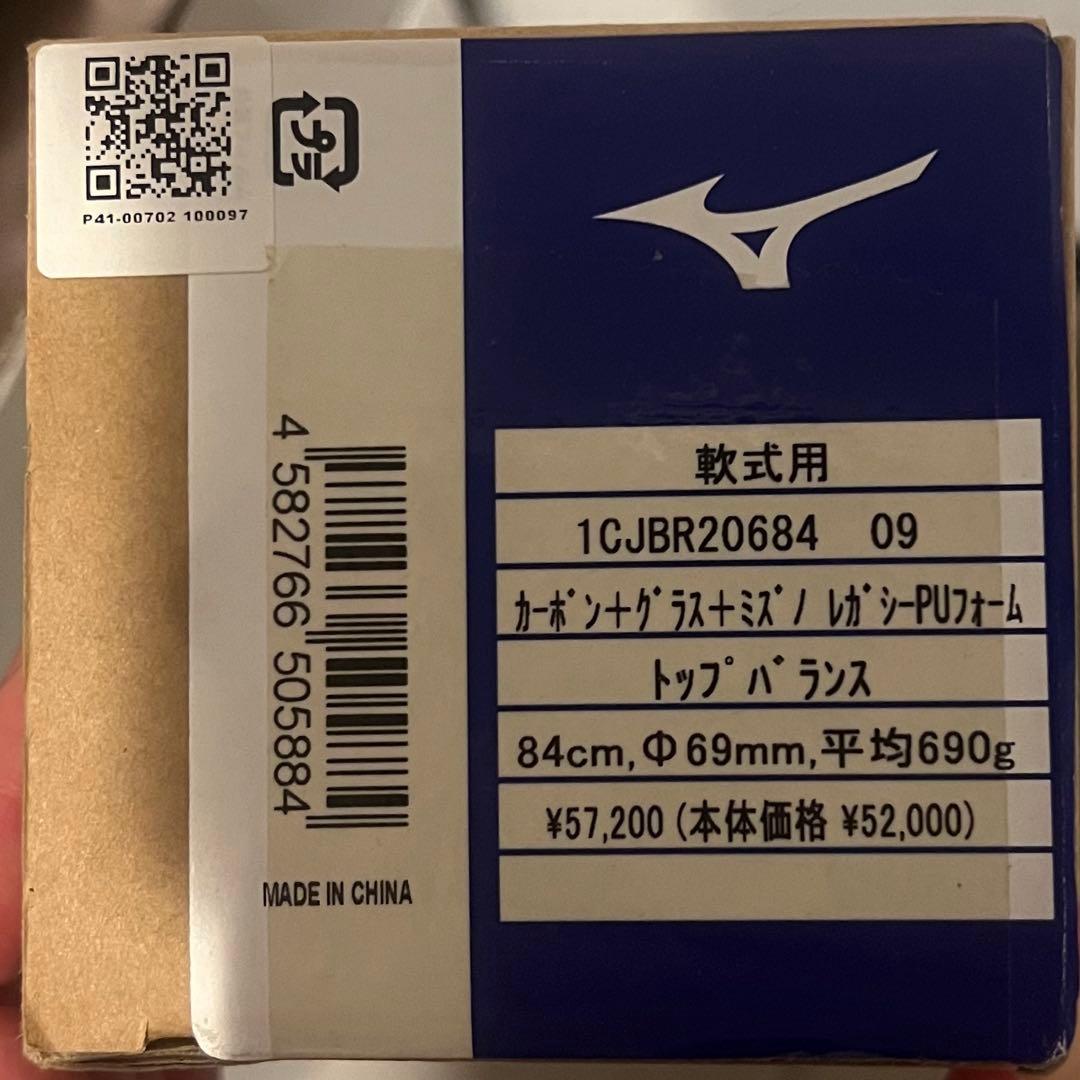 P41-00702 100097
プラ
4 582766 505884
MADE IN CHINA
軟式用
1CJBR20684 09
ｶｰﾎﾞﾝ+ｸﾞﾗｽ+ﾐｽﾞﾉ ﾚｶﾞｼｰPUﾌｫｰﾑ
ﾄｯﾌﾟﾊﾞﾗﾝｽ
84cm,Φ69mm,平均690g
¥57,200 (本体価格 ¥52,000)